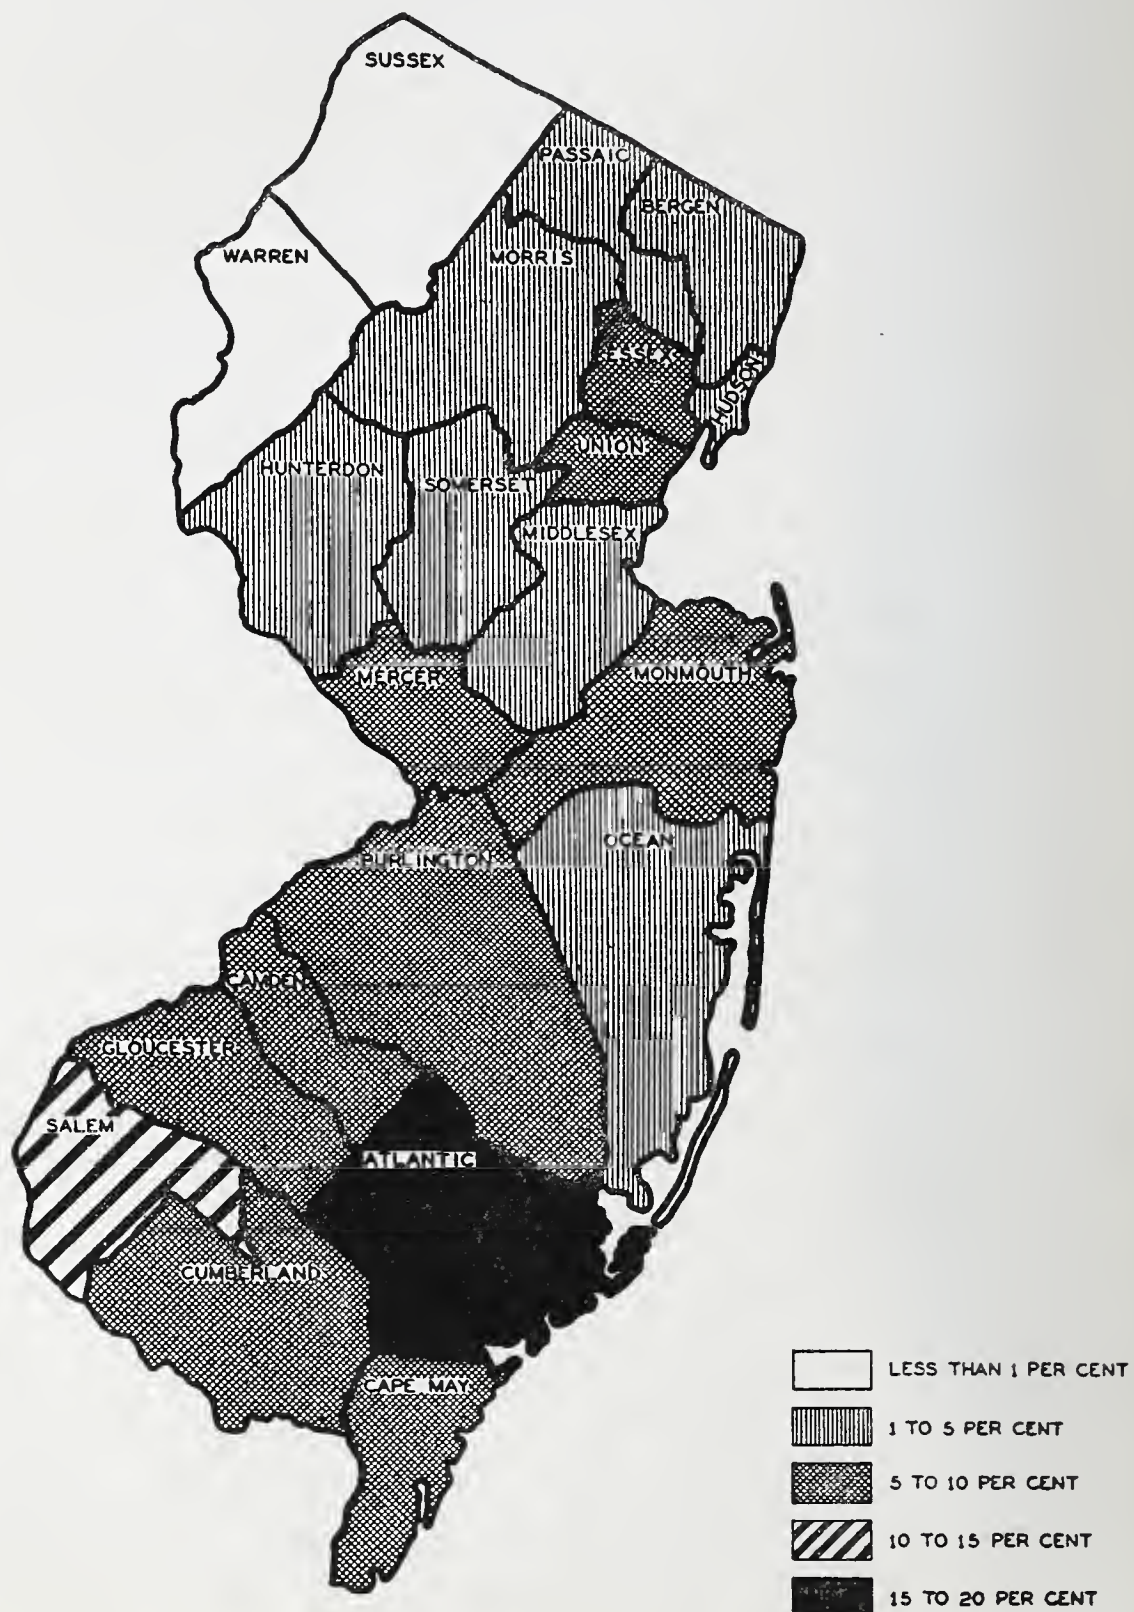 SUSSEX
PASSAIC
BERGEN
WARREN
MORRIS
ESSEX
HUDSON
UNION
HUNTERDON
SOMERSET
MIDDLESEX
MERCER
MONMOUTH
OCEAN
BURLINGTON
CAMDEN
GLOUCESTER
SALEM
ATLANTIC
CUMBERLAND
CAPE MAY
LESS THAN 1 PER CENT
1 TO 5 PER CENT
5 TO 10 PER CENT
10 TO 15 PER CENT
15 TO 20 PER CENT